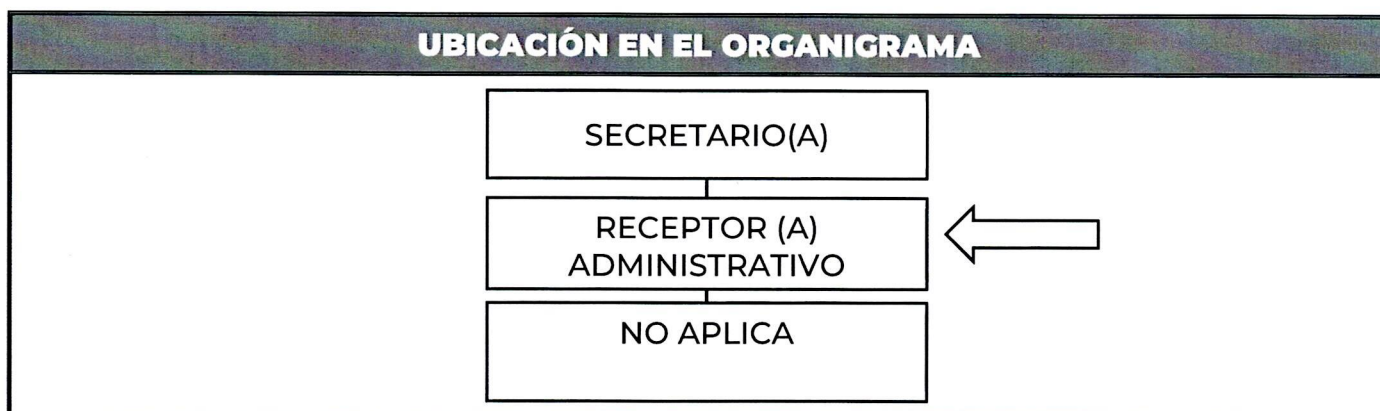 UBICACIÓN EN EL ORGANIGRAMA
SECRETARIO(A)
RECEPTOR (A)
ADMINISTRATIVO
NO APLICA